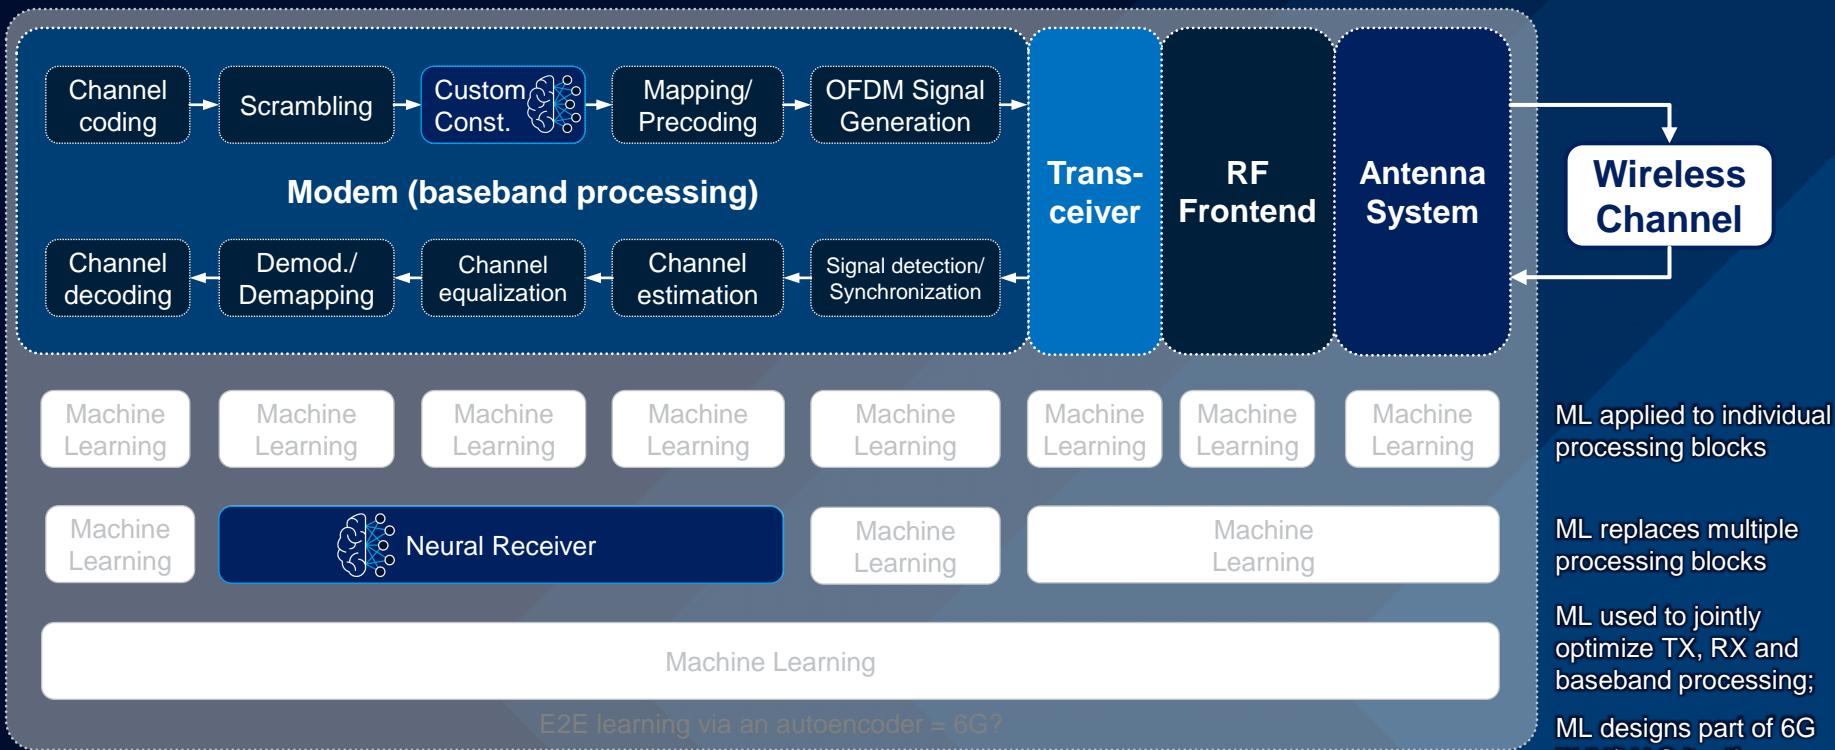 Channel
coding
Scrambling
Custom
Const.
Mapping/
Precoding
OFDM Signal
Generation
Modem (baseband processing)
Trans-
ceiver
RF
Frontend
Antenna
System
Wireless
Channel
Channel
decoding
Demod./
Demapping
Channel
equalization
Channel
estimation
Signal detection/
Synchronization
Machine
Learning
Machine
Learning
Machine
Learning
Machine
Learning
Machine
Learning
Machine
Learning
Machine
Learning
Machine
Learning
ML applied to individual
processing blocks
Machine
Learning
Neural Receiver
Machine
Learning
Machine
Learning
ML replaces multiple
processing blocks
Machine Learning
ML used to jointly
optimize TX, RX and
baseband processing;
E2E learning via an autoencoder = 6G?
ML designs part of 6G